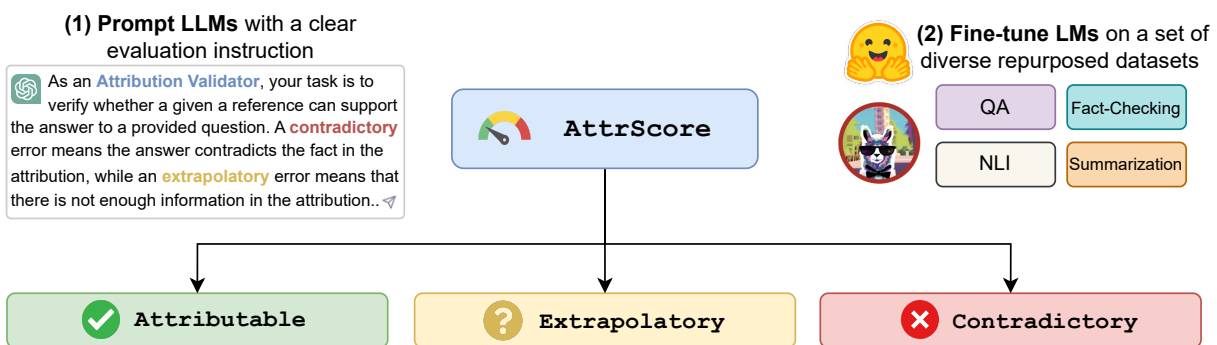 (1) Prompt LLMs with a clear
evaluation instruction
As an Attribution Validator, your task is to
verify whether a given a reference can support
the answer to a provided question. A contradictory
error means the answer contradicts the fact in the
attribution, while an extrapolatory error means that
there is not enough information in the attribution..
AttrScore
(2) Fine-tune LMs on a set of
diverse repurposed datasets
QA
Fact-Checking
NLI
Summarization
Attributable
? Extrapolatory
Contradictory